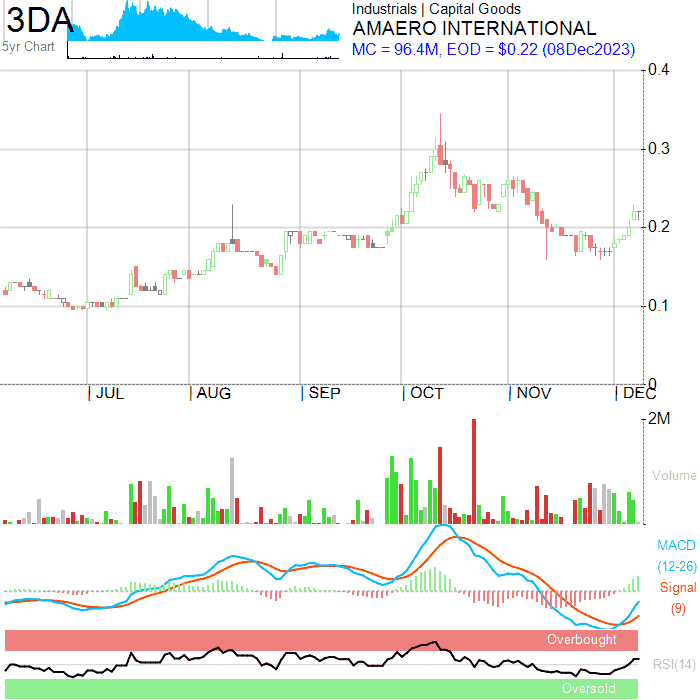 3DA
5yr Chart
Industrials | Capital Goods
AMAERO INTERNATIONAL
MC = 96.4M, EOD = $0.22 (08Dec2023)
0.4
0.3
0.2
0.1
0
| JUL | AUG | SEP | OCT | NOV | DEC
2M
Volume
MACD
(12-26)
Signal
(9)
Overbought
RSI(14)
Oversold